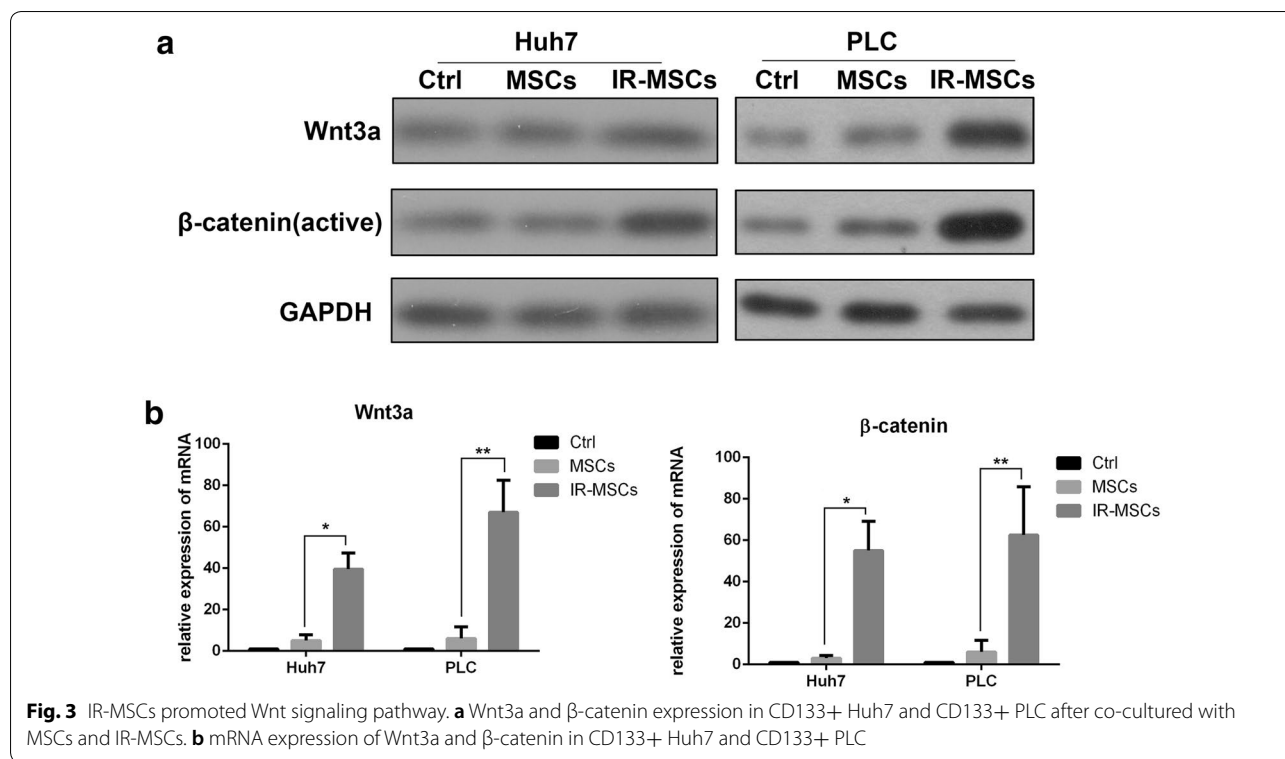 a
Huh7 PLC
Ctrl MSCs IR-MSCs Ctrl MSCs IR-MSCs
Wnt3a
β-catenin(active)
GAPDH
b
Wnt3a
relative expression of mRNA
100
80
60
40
20
0
* **
Huh7 PLC
Ctrl
MSCs
IR-MSCs
β-catenin
relative expression of mRNA
100
80
60
40
20
0
* **
Huh7 PLC
Ctrl
MSCs
IR-MSCs
Fig. 3 IR-MSCs promoted Wnt signaling pathway. a Wnt3a and β-catenin expression in CD133+ Huh7 and CD133+ PLC after co-cultured with
MSCs and IR-MSCs. b mRNA expression of Wnt3a and β-catenin in CD133+ Huh7 and CD133+ PLC